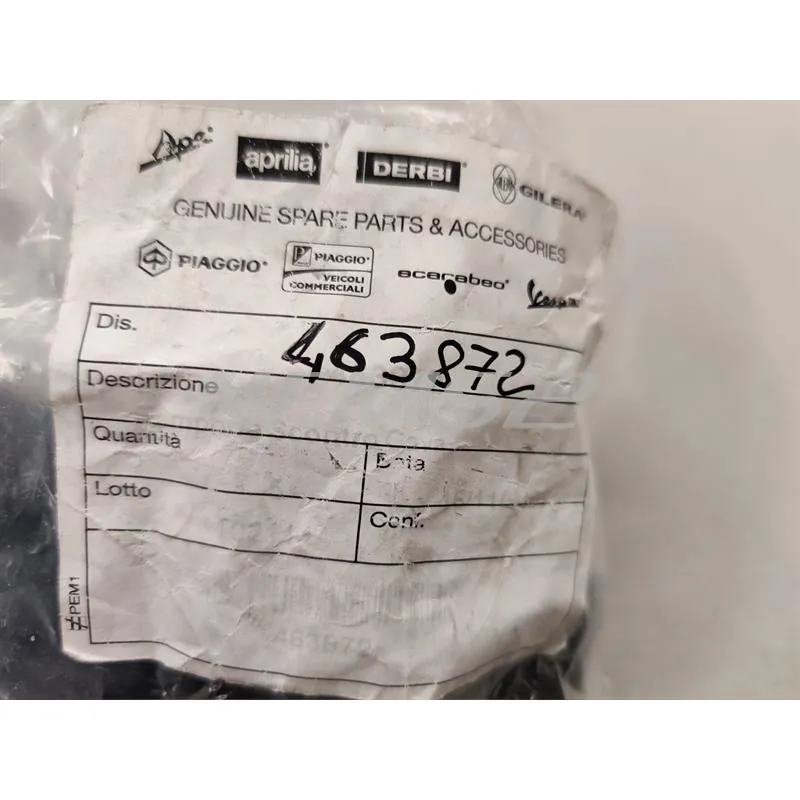 Ape
aprilia DERBI GILERA
GENUINE SPARE PARTS & ACCESSORIES
PIAGGIO PIAGGIO VEICOLI COMMERCIALI scarabeo Vespa
Dis. 463872
Descrizione
Quantità Data
Lotto Conf.
PEM1
463872